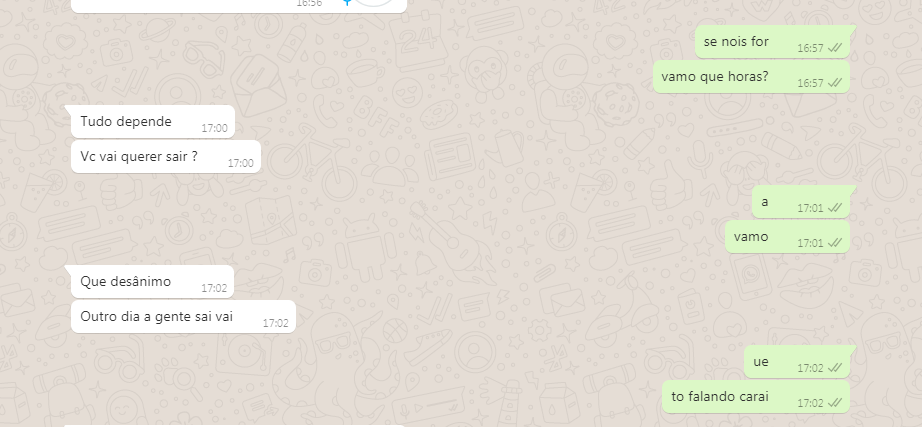 16:56
se nois for 16:57
vamo que horas? 16:57
Tudo depende 17:00
Vc vai querer sair ? 17:00
a 17:01
vamo 17:01
Que desânimo 17:02
Outro dia a gente sai vai 17:02
ue 17:02
to falando carai 17:02